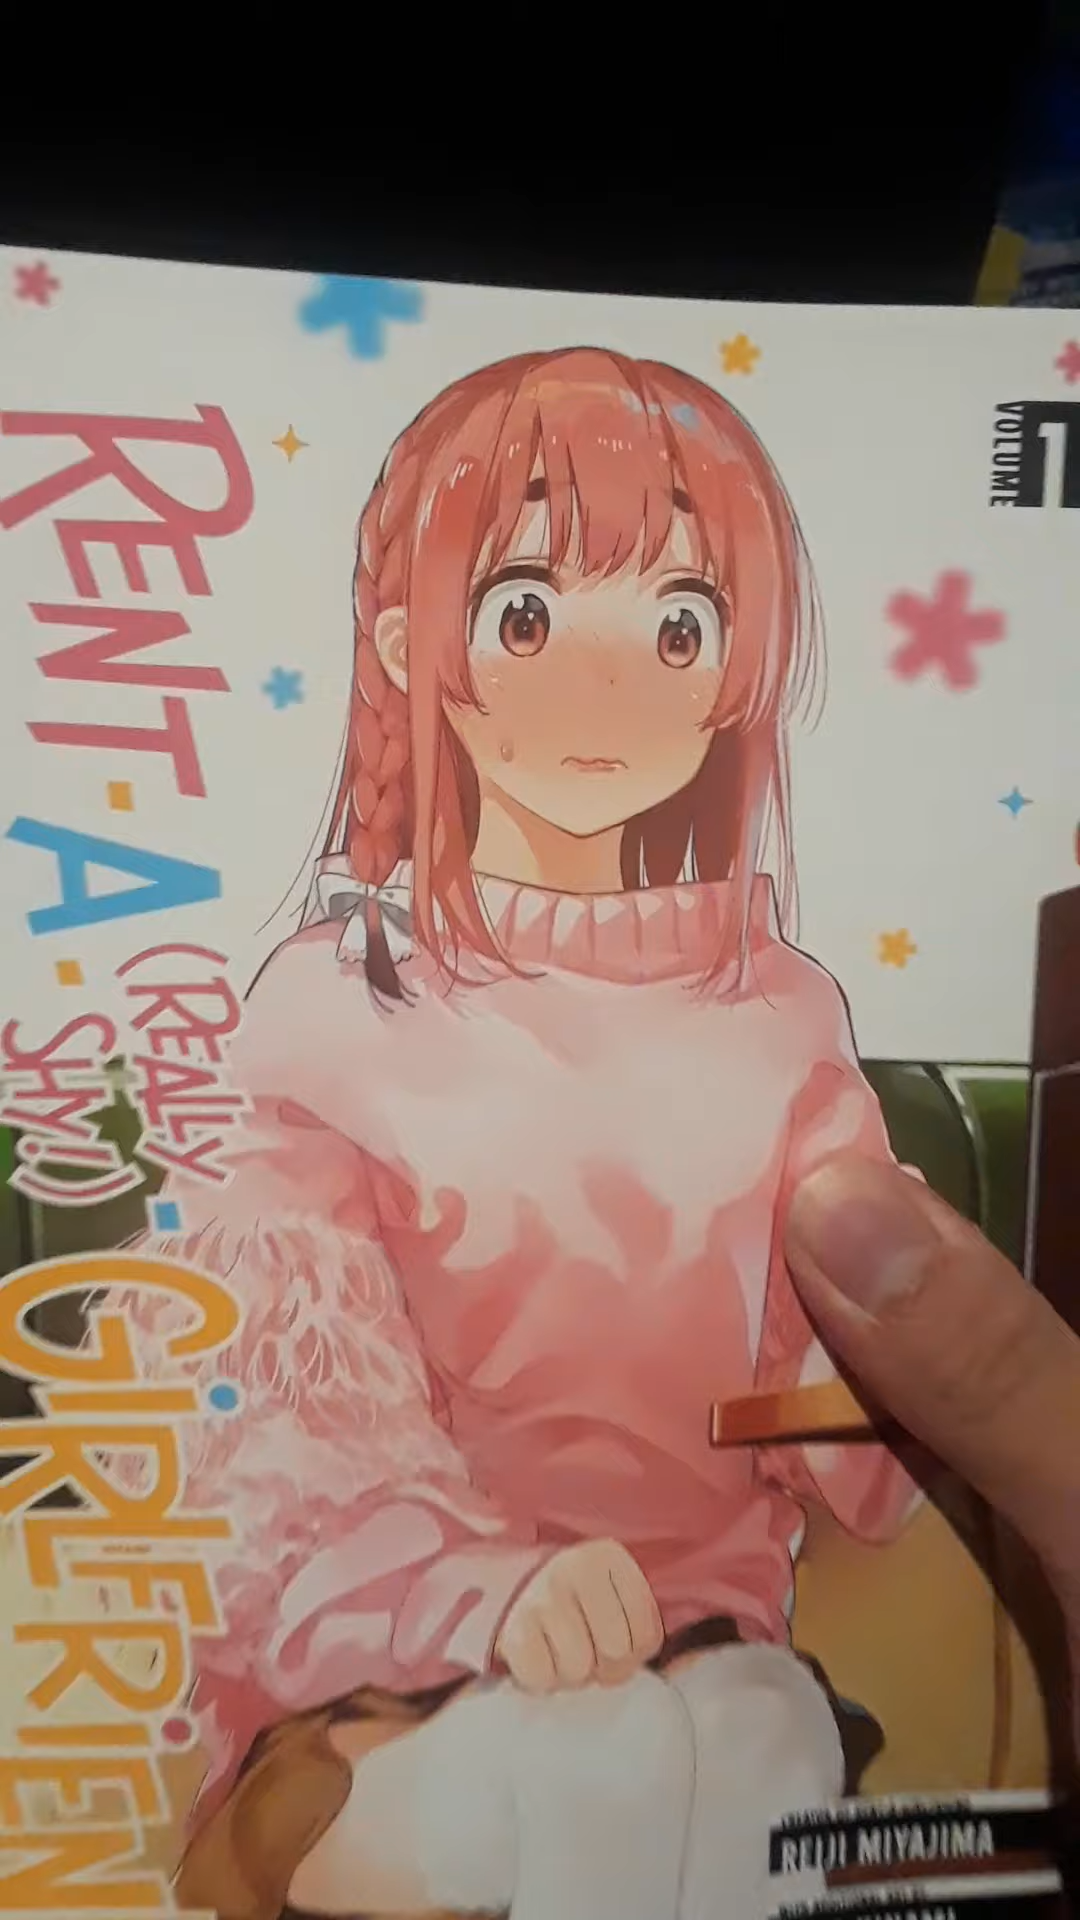 VOLUME
1
RENT-A-
(REALLY
SHY!)-
GIRLFRIEN
REIJI MIYAJIMA